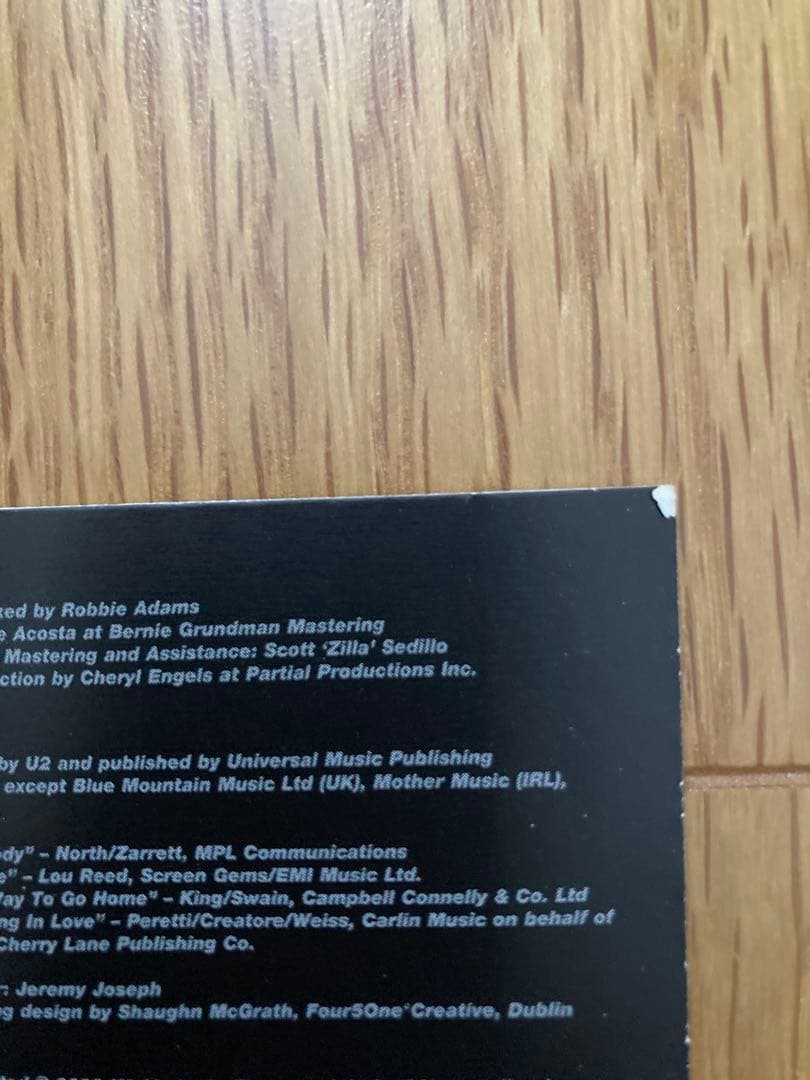 ked by Robbie Adams
e Acosta at Bernie Grundman Mastering
Mastering and Assistance: Scott ‘Zilla’ Sedillo
ction by Cheryl Engels at Partial Productions Inc.
by U2 and published by Universal Music Publishing
except Blue Mountain Music Ltd (UK), Mother Music (IRL),
ody” – North/Zarrett, MPL Communications
e” – Lou Reed, Screen Gems/EMI Music Ltd.
Way To Go Home” – King/Swain, Campbell Connelly & Co. Ltd
ng In Love” – Peretti/Creatore/Weiss, Carlin Music on behalf of
Cherry Lane Publishing Co.
r: Jeremy Joseph
ng design by Shaughn McGrath, Four5One*Creative, Dublin